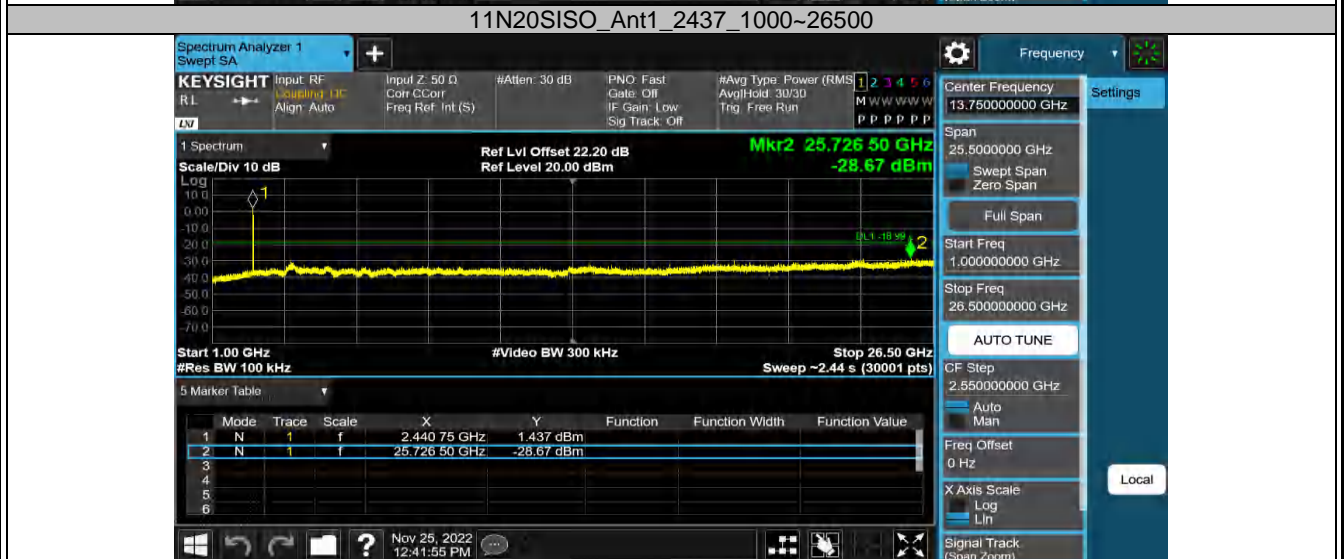 11N20SISO_Ant1_2437_1000~26500
Spectrum Analyzer 1
Swept SA
+
Frequency
KEYSIGHT
Input: RF
Input Z: 50 Ω
#Atten: 30 dB
PNO: Fast
#Avg Type: Power (RMS
1 2 3 4 5 6
RL
Coupling: DC
Corr CCorr
Gate: Off
Avg|Hold: 30/30
M W W W W W
Align: Auto
Freq Ref: Int (S)
IF Gain: Low
Trig: Free Run
LXI
Sig Track: Off
P P P P P P
Center Frequency
13.750000000 GHz
Settings
1 Spectrum
Ref Lvl Offset 22.20 dB
Mkr2 25.726 50 GHz
Scale/Div 10 dB
Ref Level 20.00 dBm
-28.67 dBm
Span
25.5000000 GHz
Swept Span
Zero Span
Log
10.0
1
0.00
-10.0
DL1 -18.99
-20.0
2
-30.0
-40.0
-50.0
-60.0
-70.0
Full Span
Start Freq
1.000000000 GHz
Stop Freq
26.500000000 GHz
AUTO TUNE
Start 1.00 GHz
#Video BW 300 kHz
Stop 26.50 GHz
#Res BW 100 kHz
Sweep ~2.44 s (30001 pts)
CF Step
2.550000000 GHz
Auto
Man
5 Marker Table
Mode Trace Scale X Y Function Function Width Function Value
1 N 1 f 2.440 75 GHz 1.437 dBm
2 N 1 f 25.726 50 GHz -28.67 dBm
3
4
5
6
Freq Offset
0 Hz
Local
X Axis Scale
Log
Lin
?
Nov 25, 2022
12:41:55 PM
Signal Track
(Span Zoom)